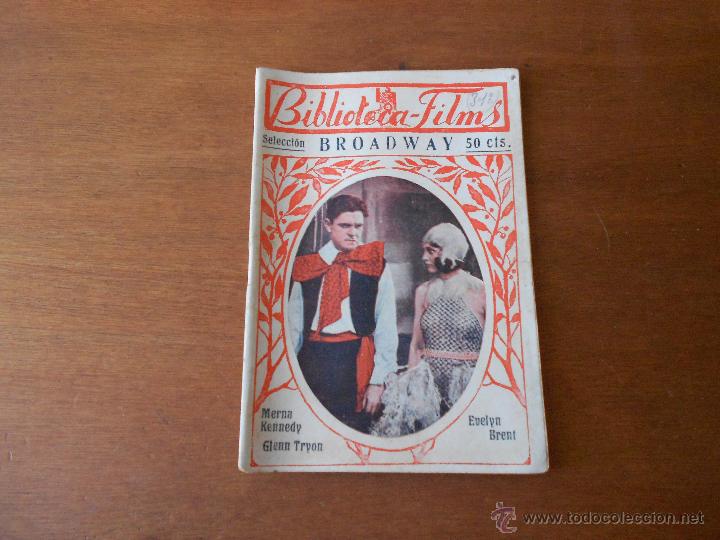 Biblioteca-Films
Selección BROADWAY 50 cts.
Merna
Kennedy
Glenn Tryon
Evelyn
Brent
www.todocoleccion.net